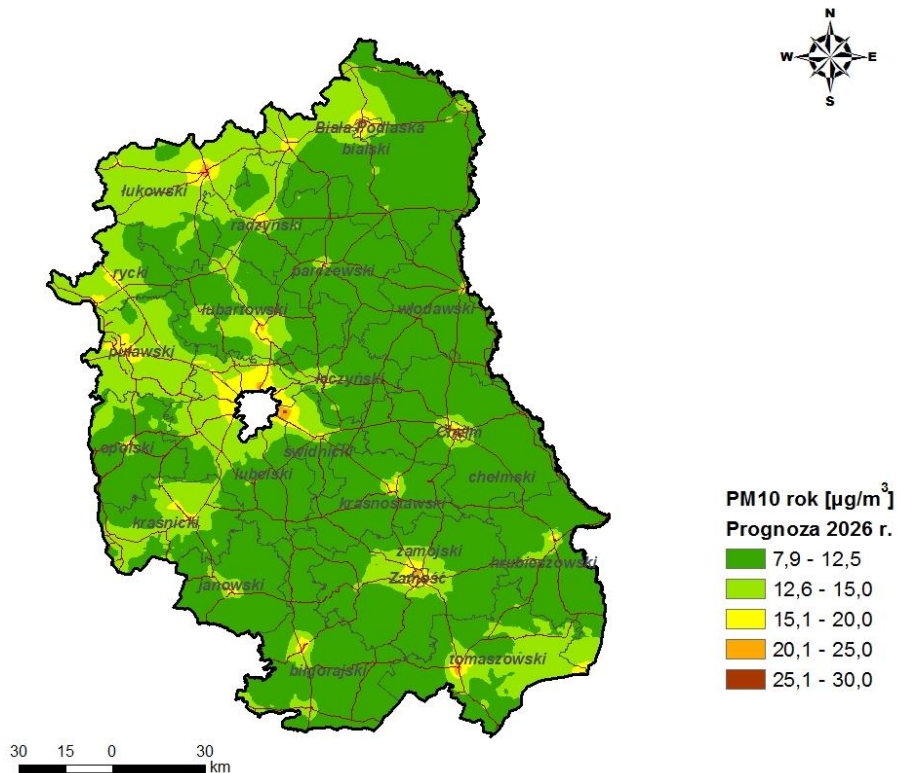 N
W E
S
Biała Podlaska
bialski
łukowski
radzyński
rycki
parczewski
lubartowski
włodawski
puławski
łęczyński
Chełm
opolski
świdnicki
lubelski
chełmski
krasnostawski
kraśnicki
zamojski
hrubieszowski
Zamość
janowski
tomaszowski
biłgorajski
PM10 rok [µg/m³]
Prognoza 2026 r.
7,9 - 12,5
12,6 - 15,0
15,1 - 20,0
20,1 - 25,0
25,1 - 30,0
30 15 0 30
km